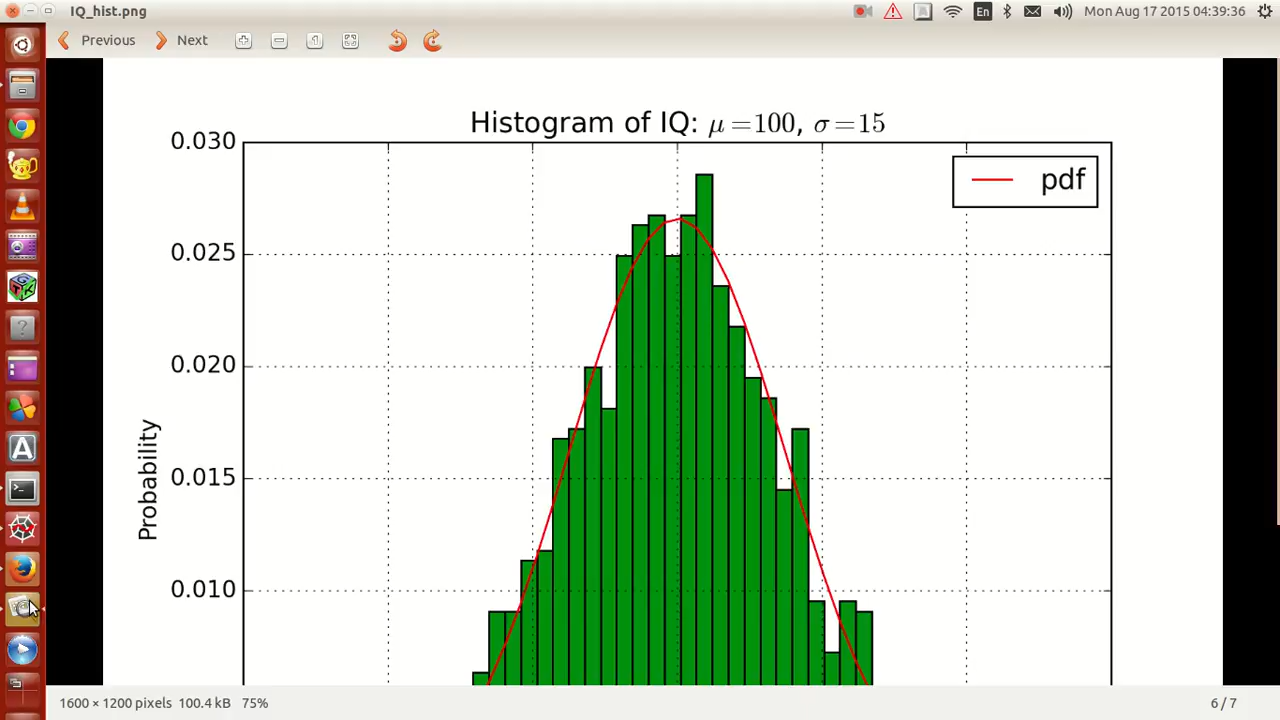 IQ_hist.png
En
Mon Aug 17 2015 04:39:36
Previous
Next
Histogram of IQ: μ=100, σ=15
pdf
0.030
0.025
0.020
0.015
0.010
Probability
1600 × 1200 pixels 100.4 kB 75%
6 / 7